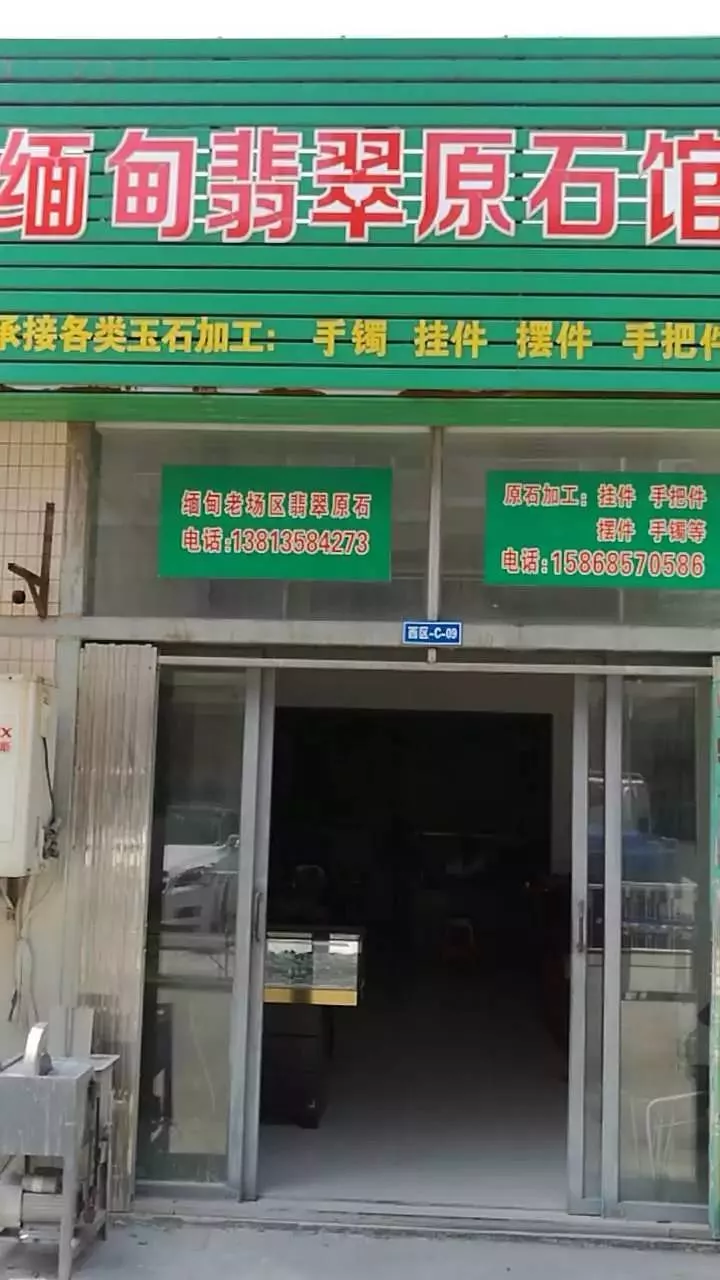 缅甸翡翠原石馆
承接各类玉石加工: 手镯 挂件 摆件 手把件
缅甸老场区翡翠原石
电话:13813584273
原石加工: 挂件 手把件
摆件 手镯等
电话:15868570586
西区-C-09
X